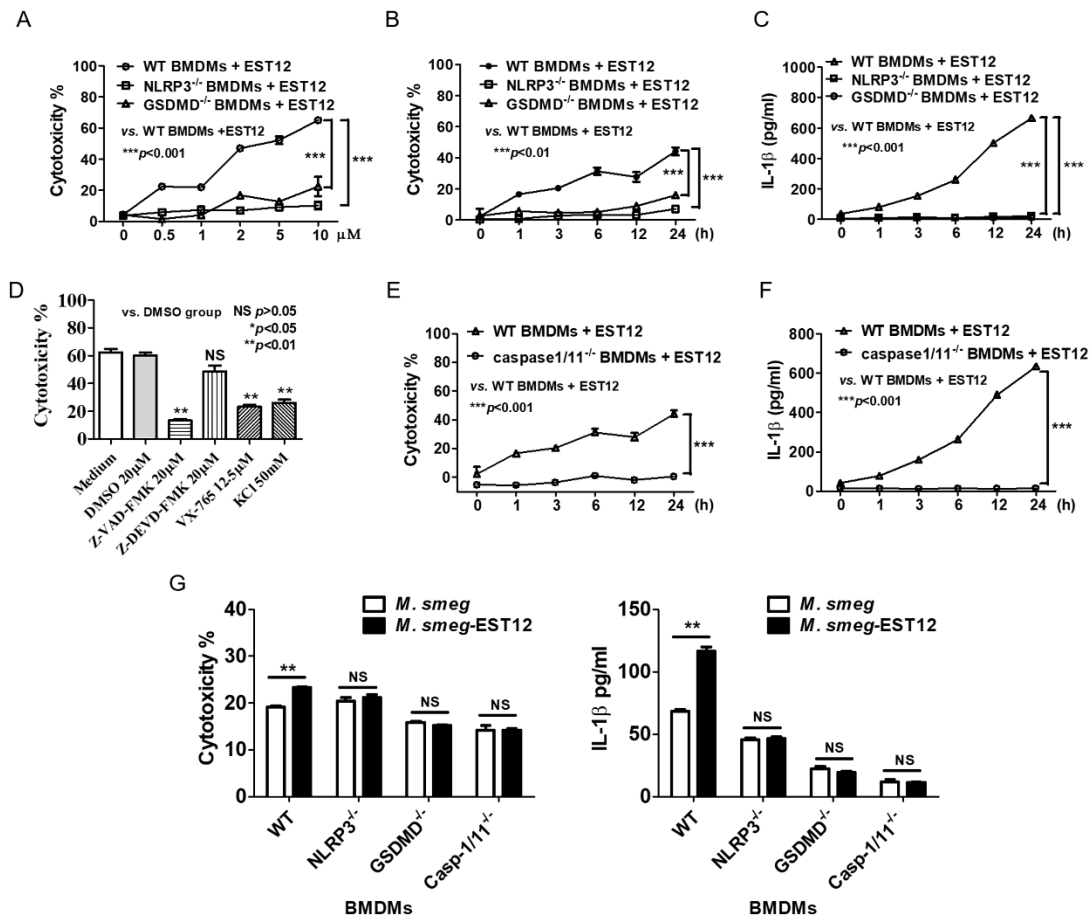 A
WT BMDMs + EST12
NLRP3-/- BMDMs + EST12
GSDMD-/- BMDMs + EST12
vs. WT BMDMs +EST12
***p<0.001
***
***
Cytotoxicity %
100
80
60
40
20
0
0 0.5 1 2 5 10 μM
B
WT BMDMs + EST12
NLRP3-/- BMDMs + EST12
GSDMD-/- BMDMs + EST12
vs. WT BMDMs +EST12
***p<0.01
***
***
Cytotoxicity %
100
80
60
40
20
0
0 1 3 6 12 24 (h)
C
WT BMDMs + EST12
NLRP3-/- BMDMs + EST12
GSDMD-/- BMDMs + EST12
vs. WT BMDMs +EST12
***p<0.001
*** ***
IL-1β (pg/ml)
1000
800
600
400
200
0
0 1 3 6 12 24 (h)
D
vs. DMSO group NS p>0.05
*p<0.05
**p<0.01
Cytotoxicity %
100
80
60
40
20
0
** NS ** **
Medium
DMSO 20μM
Z-VAD-FMK 20μM
Z-DEVD-FMK 20μM
VX-765 12-5μM
KCl 50mM
E
WT BMDMs + EST12
caspase1/11-/- BMDMs + EST12
vs. WT BMDMs + EST12
***p<0.001
***
Cytotoxicity %
100
80
60
40
20
0
0 1 3 6 12 24 (h)
F
WT BMDMs + EST12
caspase1/11-/- BMDMs + EST12
vs. WT BMDMs + EST12
***p<0.001
***
IL-1β (pg/ml)
800
600
400
200
0
0 1 3 6 12 24 (h)
G
M. smeg
M. smeg-EST12
Cytotoxicity %
40
30
20
10
0
** NS NS NS
WT
NLRP3-/-
GSDMD-/-
Casp-1/11-/-
BMDMs
M. smeg
M. smeg-EST12
IL-1β pg/ml
150
100
50
0
** NS NS NS
WT
NLRP3-/-
GSDMD-/-
Casp-1/11-/-
BMDMs